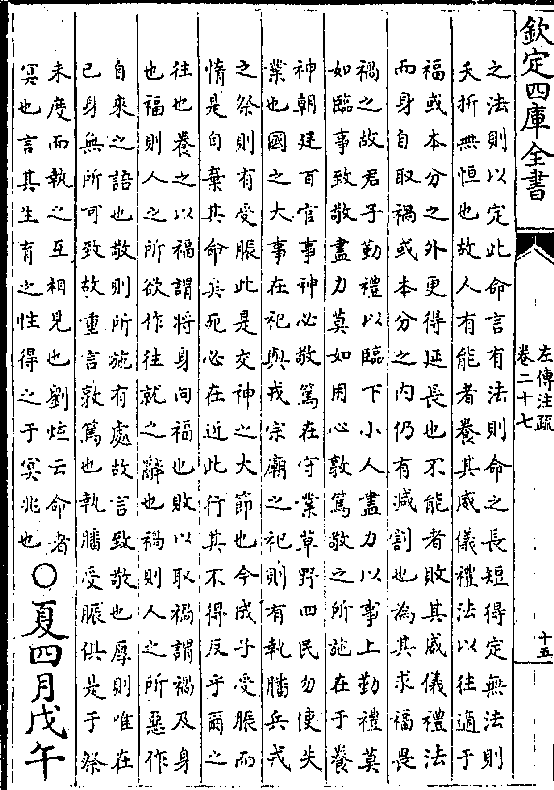 欽定四庫全書
左傳注疏
卷二十七
十五
之法則以定此命言有法則命之長短得定無法則
夭折無恒也故人有能者養其威儀禮法以往適于
福或本分之外更得延長也不能者敗其威儀禮法
而身自取禍或本分之内仍有減割也為其求福畏
禍之故君子勤禮以臨下小人盡力以事上勤禮莫
如臨事致敬盡力莫如用心敦篤敬之所施在于養
神朝廷百官事神必敬篤在守業草野四民勿使失
業也國之大事在祀與戎宗廟之祀則有執膰兵戎
之祭則有受脤此是交神之大節也今成子受脤而
惰是自棄其命矣死必在近此行其不得反乎爾之
往也養之以福謂將身向福也敗以取禍謂禍及身
也福則人之所欲作往就之辭也禍則人之所惡作
自來之語也敬則所施有處故言致敬也厚則唯在
已身無所可致故重言敦篤也執膰受脤俱是于祭
未度而執之互相見也劉炫云命者
冥也言其生育之性得之于冥兆也○夏四月戊午